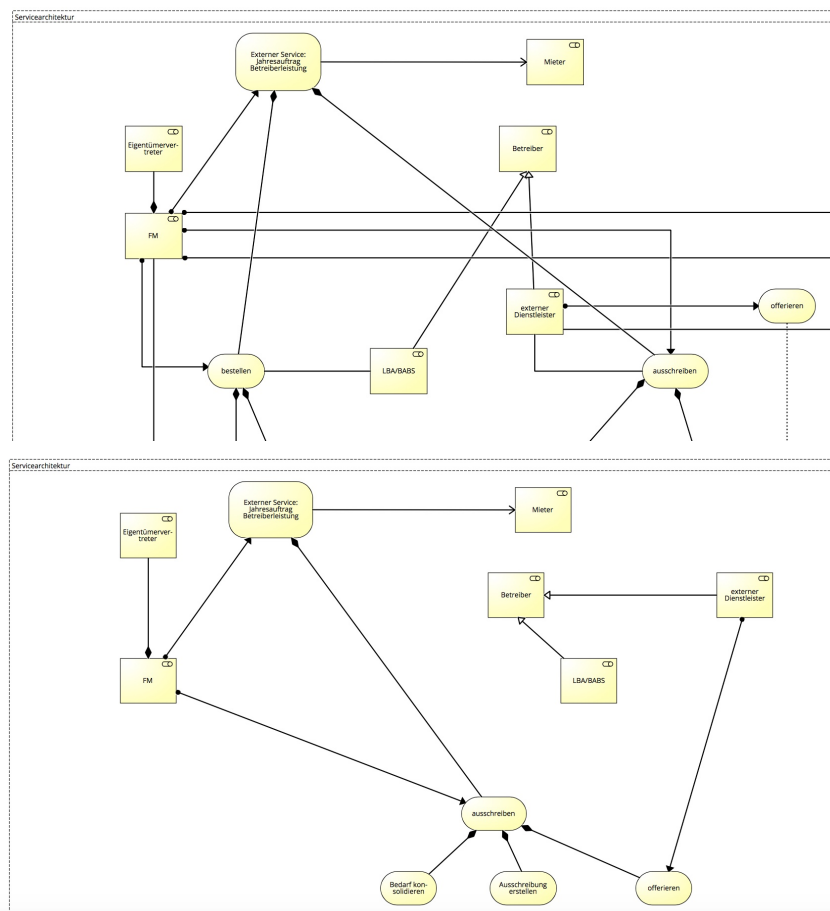 Servicearchitektur
Externer Service:
Jahresauftrag
Betreiberleistung
Mieter
Eigentümerver-
treter
Betreiber
FM
externer
Dienstleister
offerieren
bestellen
LBA/BABS
ausschreiben
Servicearchitektur
Externer Service:
Jahresauftrag
Betreiberleistung
Mieter
Eigentümerver-
treter
Betreiber
externer
Dienstleister
FM
LBA/BABS
ausschreiben
Bedarf kon-
solidieren
Ausschreibung
erstellen
offerieren